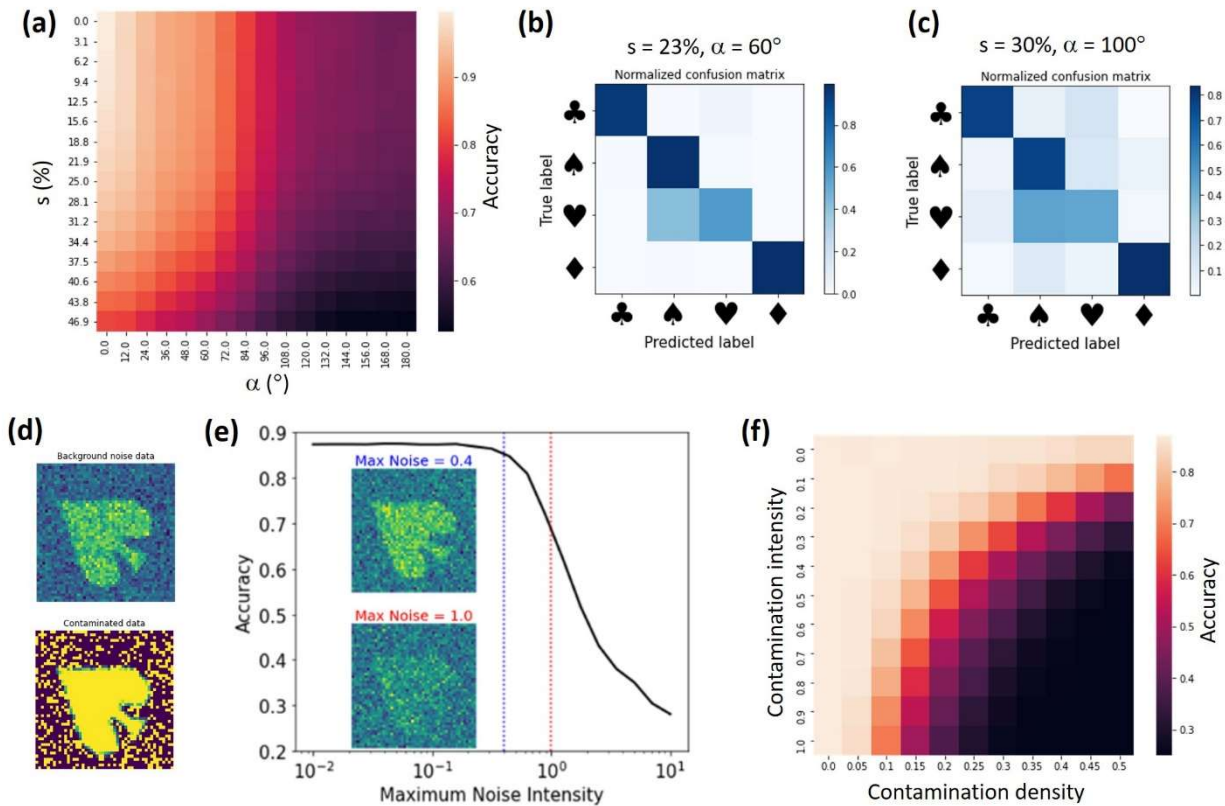 (a)
0.0
3.1
6.2
9.4
12.5
15.6
18.8
21.9
25.0
28.1
31.2
34.4
37.5
40.6
43.8
46.9
s (%)
0.0
12.0
24.0
36.0
48.0
60.0
72.0
84.0
96.0
108.0
120.0
132.0
144.0
156.0
168.0
180.0
α (°)
0.9
0.8
0.7
0.6
Accuracy
(b)
s = 23%, α = 60°
Normalized confusion matrix
True label
♣
♠
♥
♦
♣ ♠ ♥ ♦
Predicted label
0.8
0.6
0.4
0.2
0.0
(c)
s = 30%, α = 100°
Normalized confusion matrix
True label
♣
♠
♥
♦
♣ ♠ ♥ ♦
Predicted label
0.8
0.7
0.6
0.5
0.4
0.3
0.2
0.1
(d)
Background noise data
Contaminated data
(e)
0.9
0.8
0.7
0.6
0.5
0.4
0.3
0.2
Accuracy
Max Noise = 0.4
Max Noise = 1.0
10⁻² 10⁻¹ 10⁰ 10¹
Maximum Noise Intensity
(f)
0.0
0.1
0.2
0.3
0.4
0.5
0.6
0.7
0.8
0.9
1.0
Contamination intensity
0.0 0.05 0.1 0.15 0.2 0.25 0.3 0.35 0.4 0.45 0.5
Contamination density
0.8
0.7
0.6
0.5
0.4
0.3
Accuracy